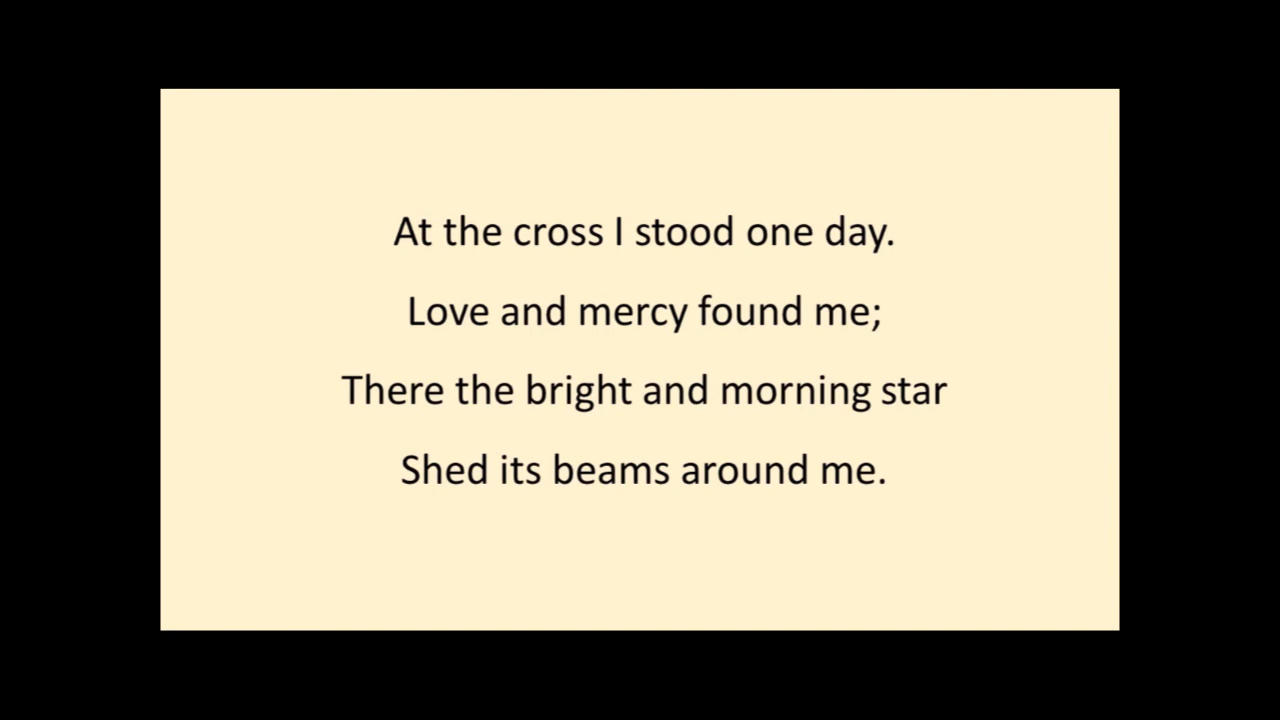 At the cross I stood one day.
Love and mercy found me;
There the bright and morning star
Shed its beams around me.